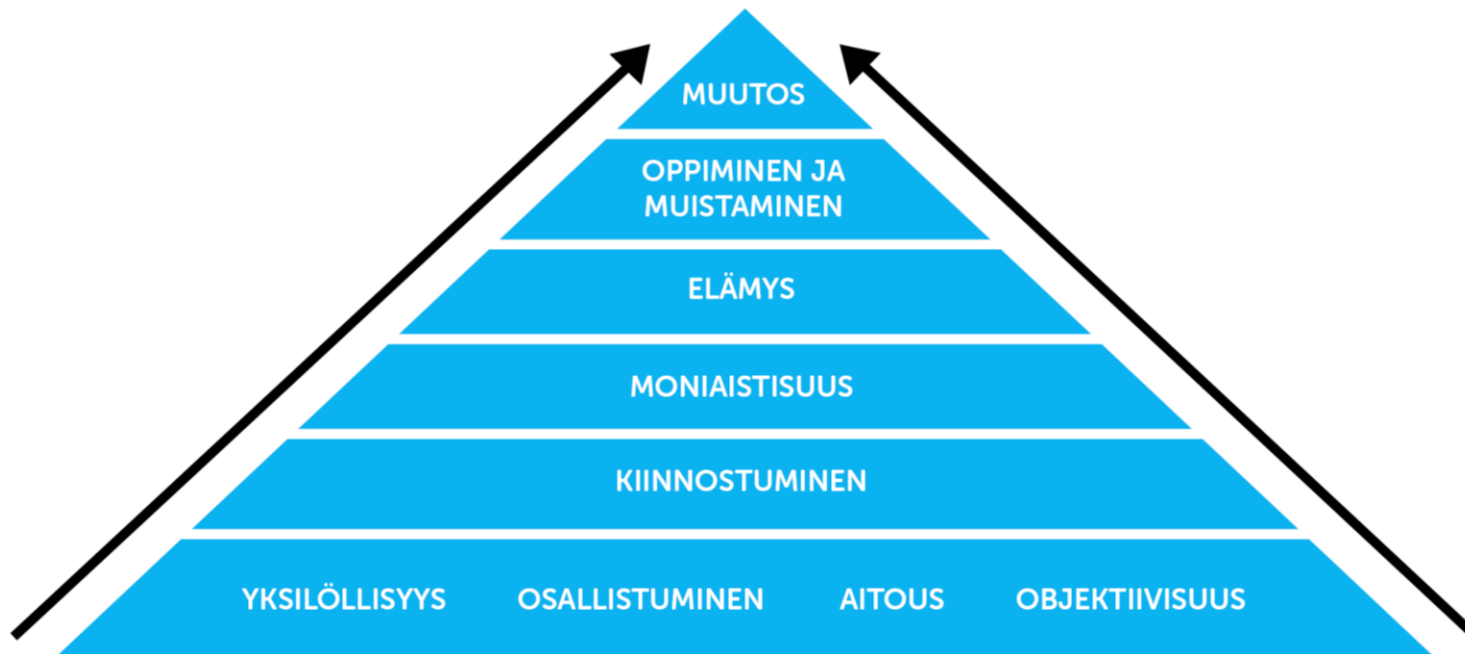 MUUTOS
OPPIMINEN JA
MUISTAMINEN
ELÄMYS
MONIAISTISUUS
KIINNOSTUMINEN
YKSILÖLLISYYS OSALLISTUMINEN AITOUS OBJEKTIIVISUUS